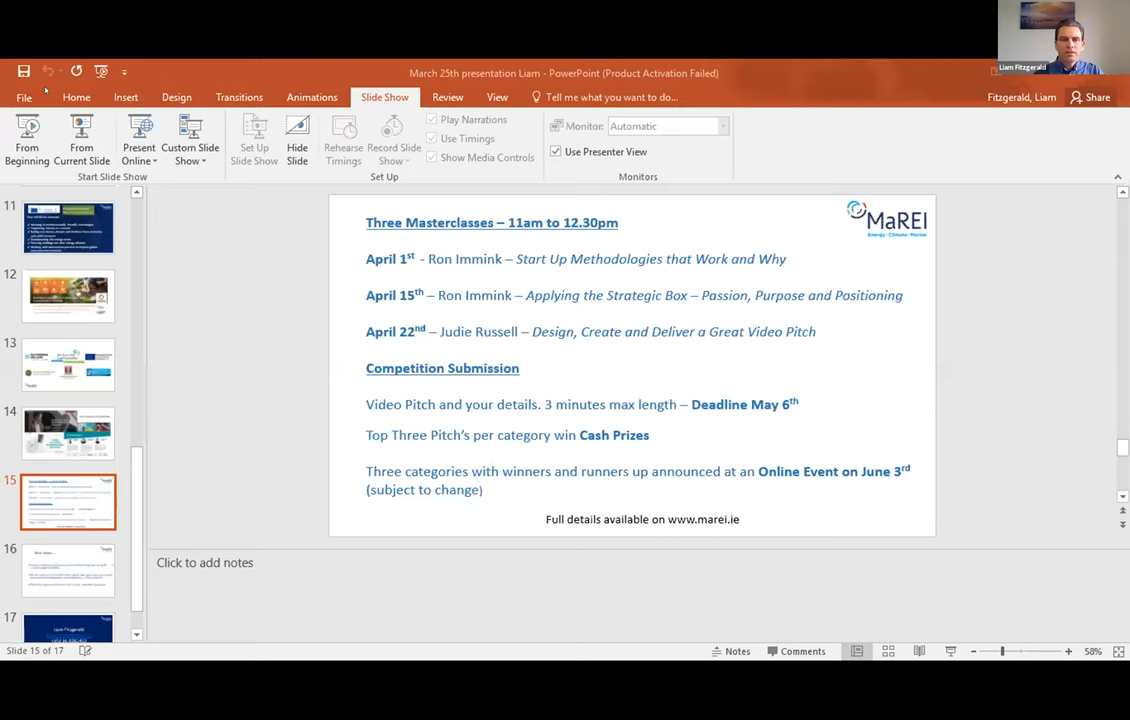 Liam Fitzgerald
March 25th presentation Liam - PowerPoint (Product Activation Failed)
File Home Insert Design Transitions Animations Slide Show Review View Tell me what you want to do... Fitzgerald, Liam Share
From Beginning
From Current Slide
Present Online
Custom Slide Show
Set Up Slide Show
Hide Slide
Rehearse Timings
Record Slide Show
Play Narrations
Use Timings
Show Media Controls
Monitor: Automatic
Use Presenter View
Start Slide Show Set Up Monitors
11
12
13
14
15
16
17
Liam Fitzgerald
MaREI
Energy • Climate • Marine
Three Masterclasses – 11am to 12.30pm
April 1st - Ron Immink – Start Up Methodologies that Work and Why
April 15th – Ron Immink – Applying the Strategic Box – Passion, Purpose and Positioning
April 22nd – Judie Russell – Design, Create and Deliver a Great Video Pitch
Competition Submission
Video Pitch and your details. 3 minutes max length – Deadline May 6th
Top Three Pitch's per category win Cash Prizes
Three categories with winners and runners up announced at an Online Event on June 3rd
(subject to change)
Full details available on www.marei.ie
Click to add notes
Slide 15 of 17 Notes Comments 58%